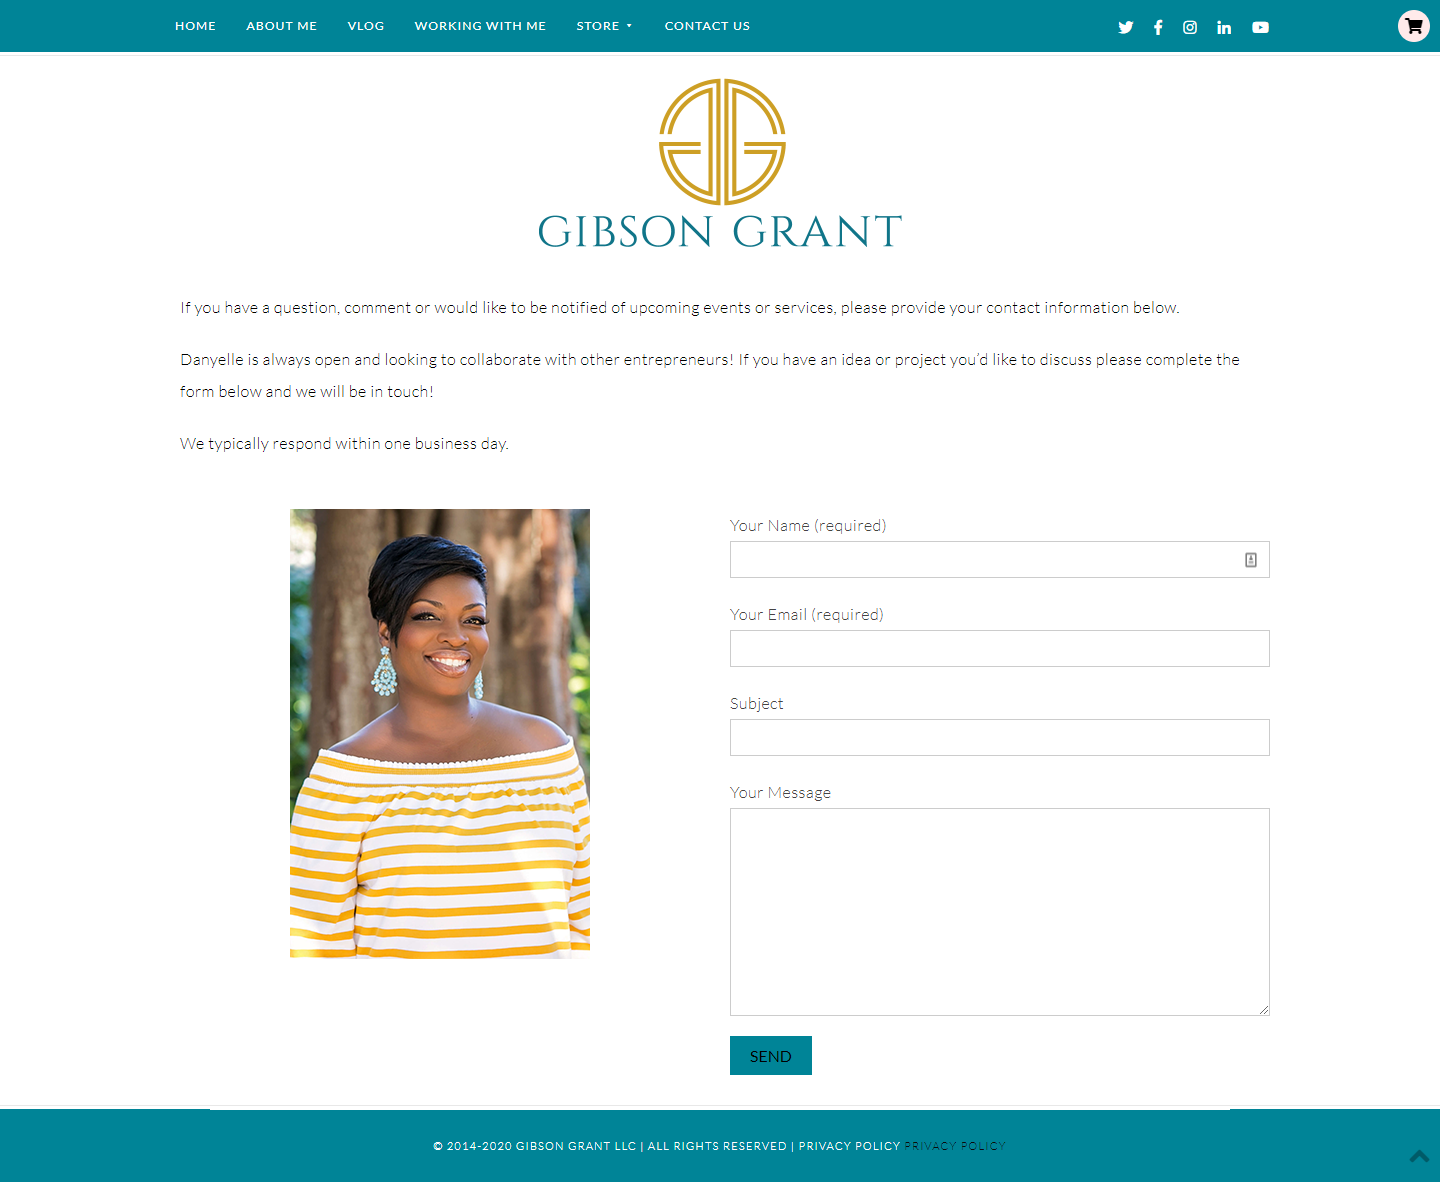 HOME ABOUT ME VLOG WORKING WITH ME STORE CONTACT US
GIBSON GRANT
If you have a question, comment or would like to be notified of upcoming events or services, please provide your contact information below.
Danyelle is always open and looking to collaborate with other entrepreneurs! If you have an idea or project you’d like to discuss please complete the
form below and we will be in touch!
We typically respond within one business day.
Your Name (required)
Your Email (required)
Subject
Your Message
SEND
© 2014-2020 GIBSON GRANT LLC | ALL RIGHTS RESERVED | PRIVACY POLICY PRIVACY POLICY